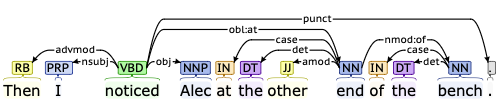 punct
obl:at
case
nmod:of
advmod
nsubj
obj
det
amod
case
det
RB PRP VBD NNP IN DT JJ NN IN DT NN .
Then I noticed Alec at the other end of the bench .